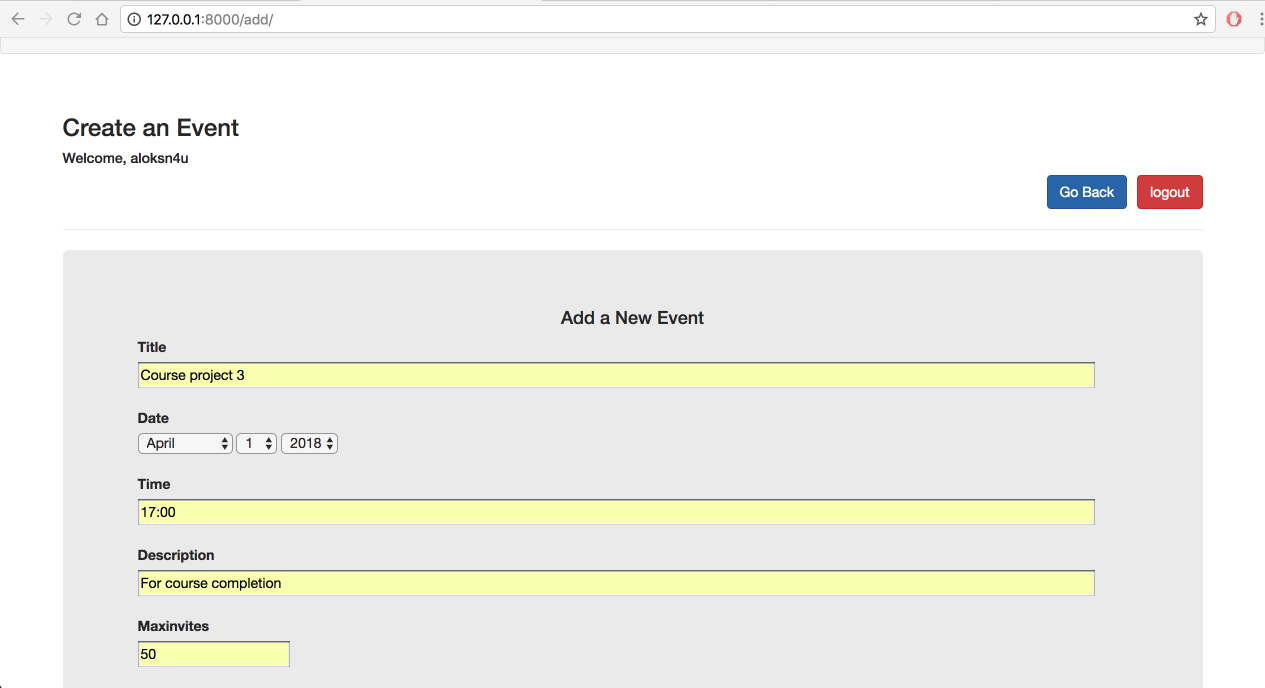 127.0.0.1:8000/add/
Create an Event
Welcome, aloksn4u
Go Back logout
Add a New Event
Title
Course project 3
Date
April 1 2018
Time
17:00
Description
For course completion
Maxinvites
50